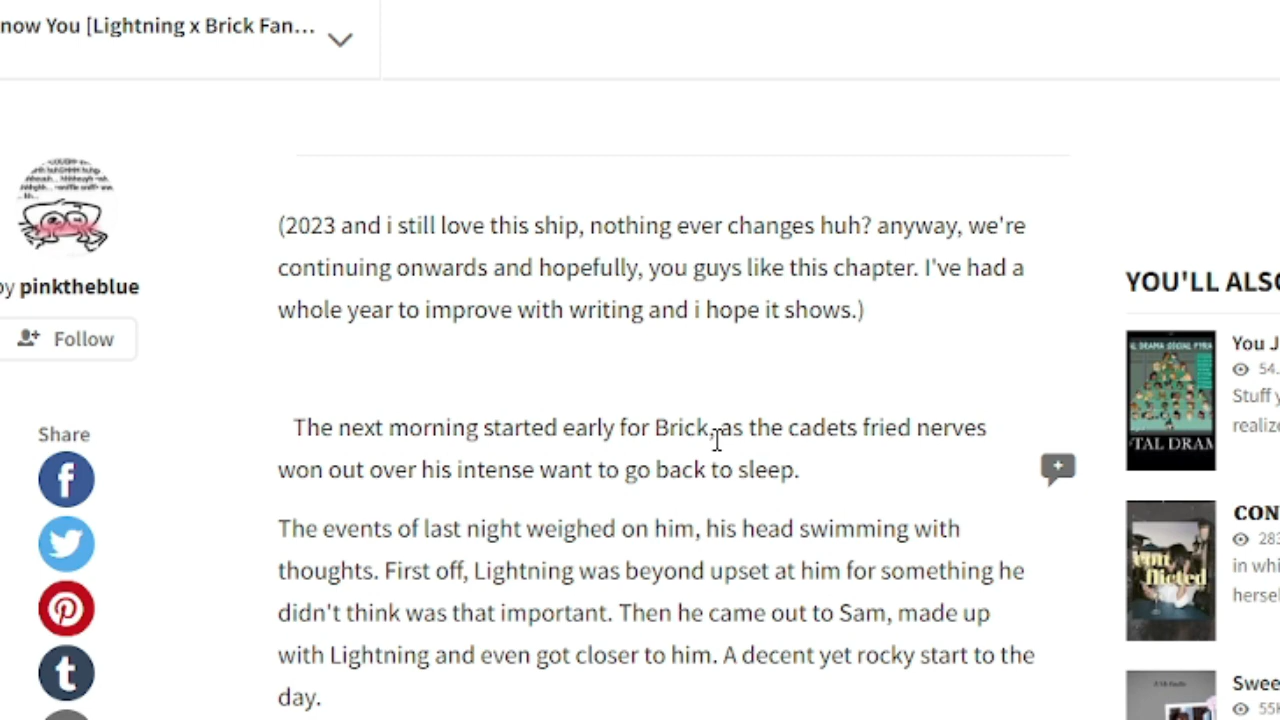 now You [Lightning x Brick Fan...
by pinktheblue
Follow
Share
(2023 and i still love this ship, nothing ever changes huh? anyway, we're
continuing onwards and hopefully, you guys like this chapter. I've had a
whole year to improve with writing and i hope it shows.)
The next morning started early for Brick, as the cadets fried nerves
won out over his intense want to go back to sleep.
The events of last night weighed on him, his head swimming with
thoughts. First off, Lightning was beyond upset at him for something he
didn't think was that important. Then he came out to Sam, made up
with Lightning and even got closer to him. A decent yet rocky start to the
day.
YOU'LL ALSO
You J
54.
Stuff y
realize
CON
283
in whi
hersel
Swee
55K